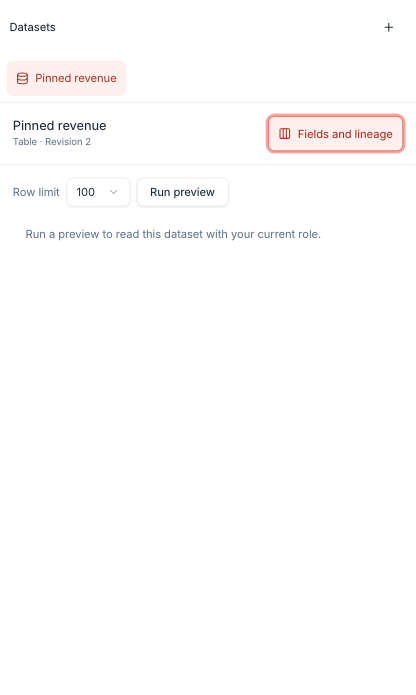 Datasets
Pinned revenue
Pinned revenue
Table · Revision 2
Fields and lineage
Row limit 100 Run preview
Run a preview to read this dataset with your current role.